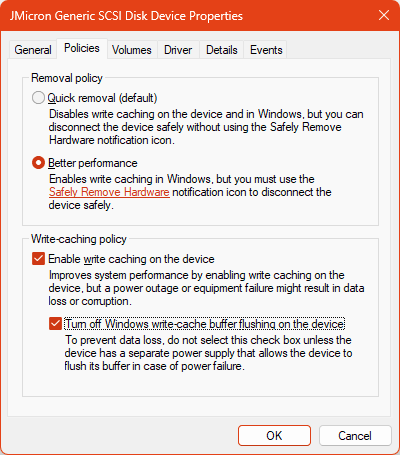 JMicron Generic SCSI Disk Device Properties
General Policies Volumes Driver Details Events
Removal policy
Quick removal (default)
Disables write caching on the device and in Windows, but you can
disconnect the device safely without using the Safely Remove
Hardware notification icon.
Better performance
Enables write caching in Windows, but you must use the
Safely Remove Hardware notification icon to disconnect the
device safely.
Write-caching policy
Enable write caching on the device
Improves system performance by enabling write caching on the
device, but a power outage or equipment failure might result in data
loss or corruption.
Turn off Windows write-cache buffer flushing on the device
To prevent data loss, do not select this check box unless the
device has a separate power supply that allows the device to
flush its buffer in case of power failure.
OK Cancel